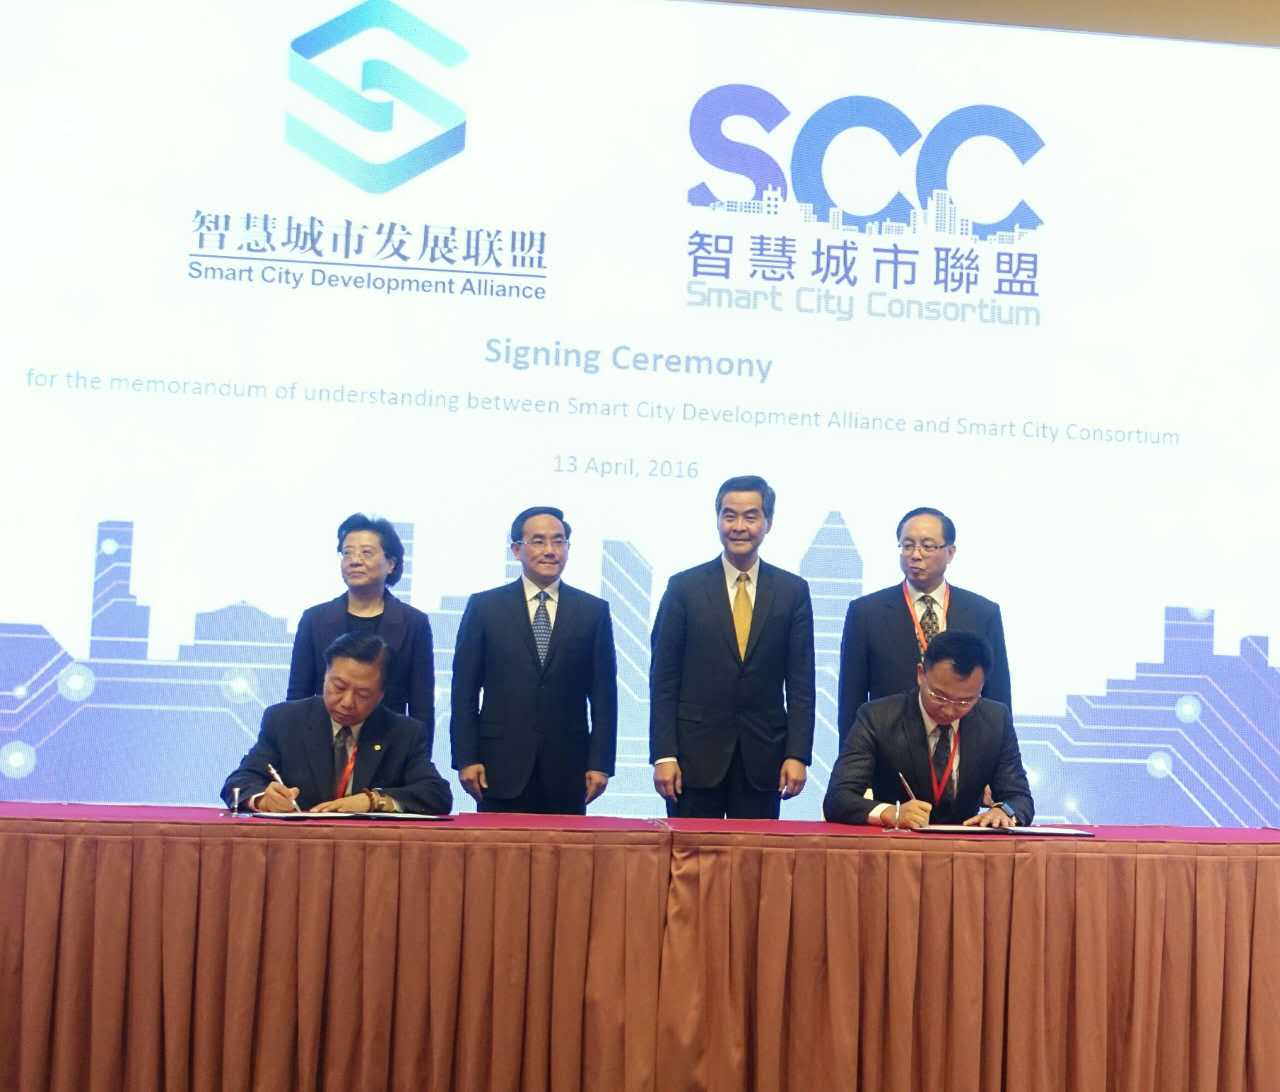 智慧城市发展联盟
Smart City Development Alliance
SCC
智慧城市聯盟
Smart City Consortium
Signing Ceremony
for the memorandum of understanding between Smart City Development Alliance and Smart City Consortium
13 April, 2016